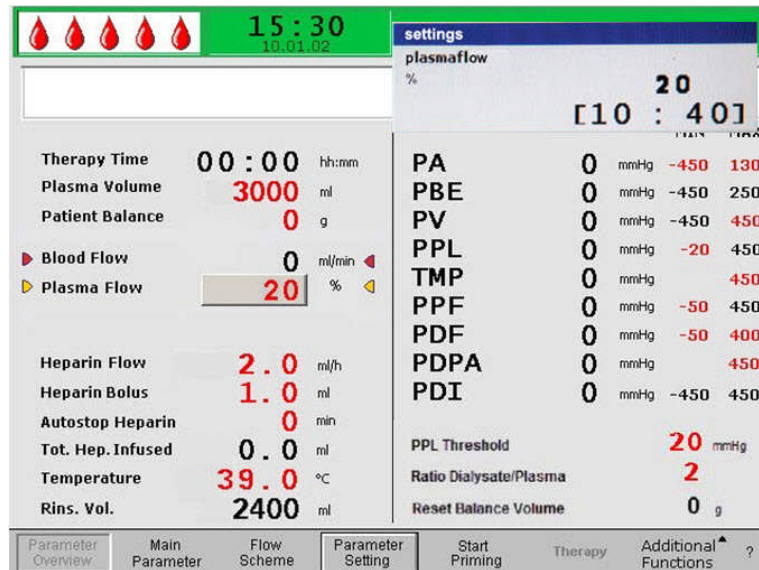 15:30
10.01.02
settings
plasmaflow
%
20
[10 : 40]
Therapy Time 00:00 hh:mm
Plasma Volume 3000 ml
Patient Balance 0 g
Blood Flow 0 ml/min
Plasma Flow 20 %
Heparin Flow 2.0 ml/h
Heparin Bolus 1.0 ml
Autostop Heparin 0 min
Tot. Hep. Infused 0.0 ml
Temperature 39.0 °C
Rins. Vol. 2400 ml
MIN MAX
PA 0 mmHg -450 130
PBE 0 mmHg -450 250
PV 0 mmHg -450 450
PPL 0 mmHg -20 450
TMP 0 mmHg 450
PPF 0 mmHg -50 450
PDF 0 mmHg -50 400
PDPA 0 mmHg 450
PDI 0 mmHg -450 450
PPL Threshold 20 mmHg
Ratio Dialysate/Plasma 2
Reset Balance Volume 0 g
Parameter Overview
Main Parameter
Flow Scheme
Parameter Setting
Start Priming
Therapy
Additional Functions
?